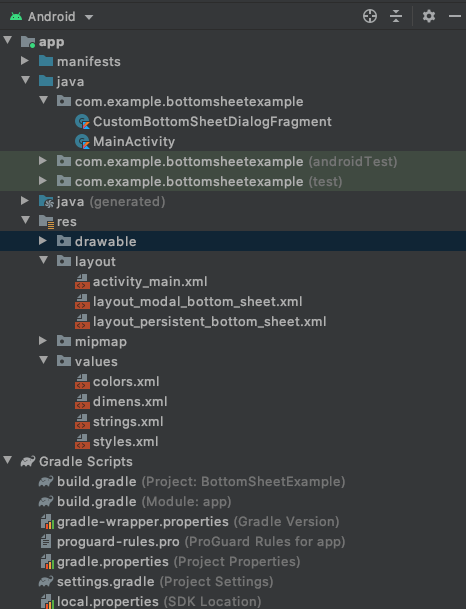 Android
app
manifests
java
com.example.bottomsheetexample
CustomBottomSheetDialogFragment
MainActivity
com.example.bottomsheetexample (androidTest)
com.example.bottomsheetexample (test)
java (generated)
res
drawable
layout
activity_main.xml
layout_modal_bottom_sheet.xml
layout_persistent_bottom_sheet.xml
mipmap
values
colors.xml
dimens.xml
strings.xml
styles.xml
Gradle Scripts
build.gradle (Project: BottomSheetExample)
build.gradle (Module: app)
gradle-wrapper.properties (Gradle Version)
proguard-rules.pro (ProGuard Rules for app)
gradle.properties (Project Properties)
settings.gradle (Project Settings)
local.properties (SDK Location)